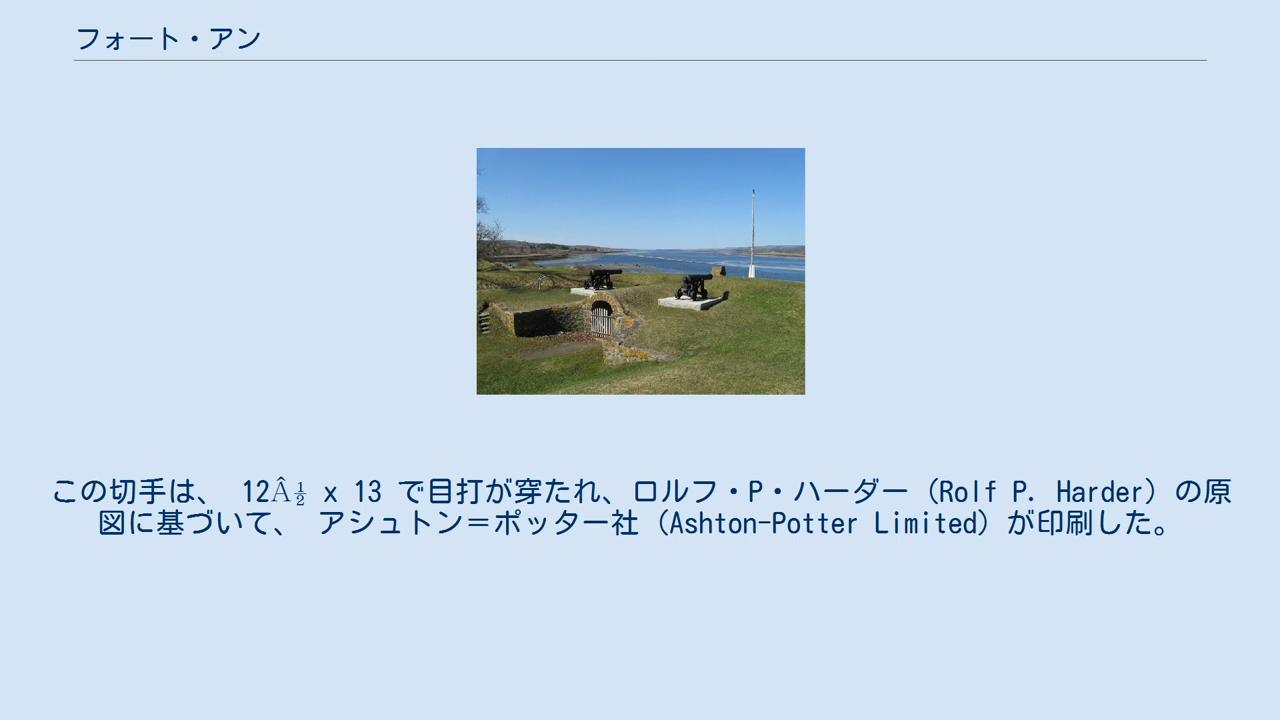 フォート・アン
この切手は、 12Â½ x 13 で目打が穿たれ、ロルフ・P・ハーダー（Rolf P. Harder）の原
図に基づいて、 アシュトン＝ポッター社（Ashton-Potter Limited）が印刷した。